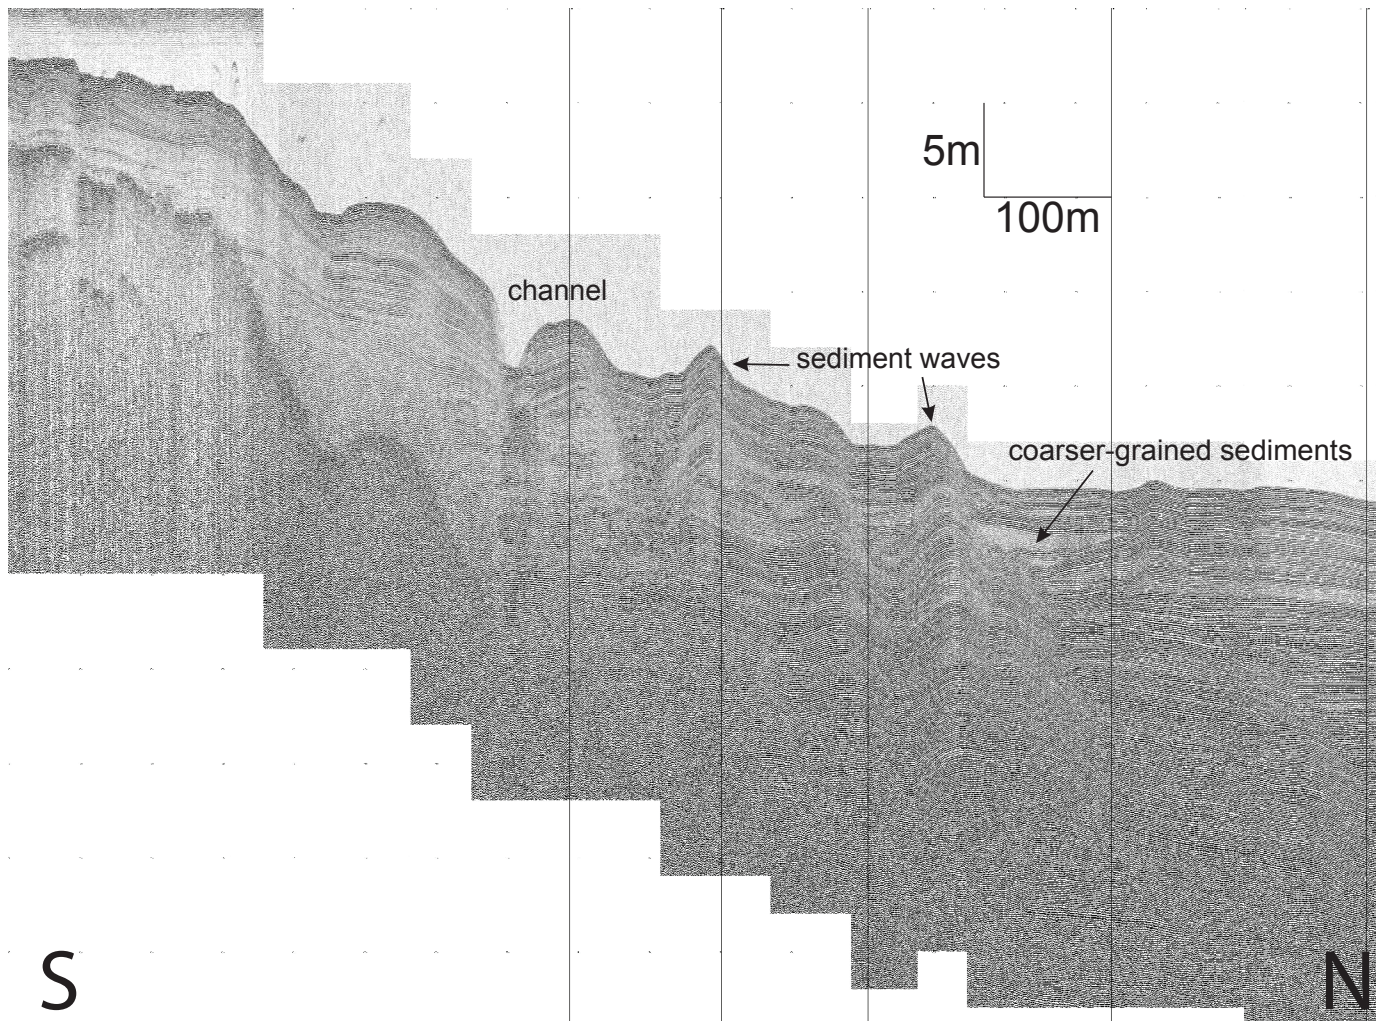 5m
100m
channel
sediment waves
coarser-grained sediments
S
N